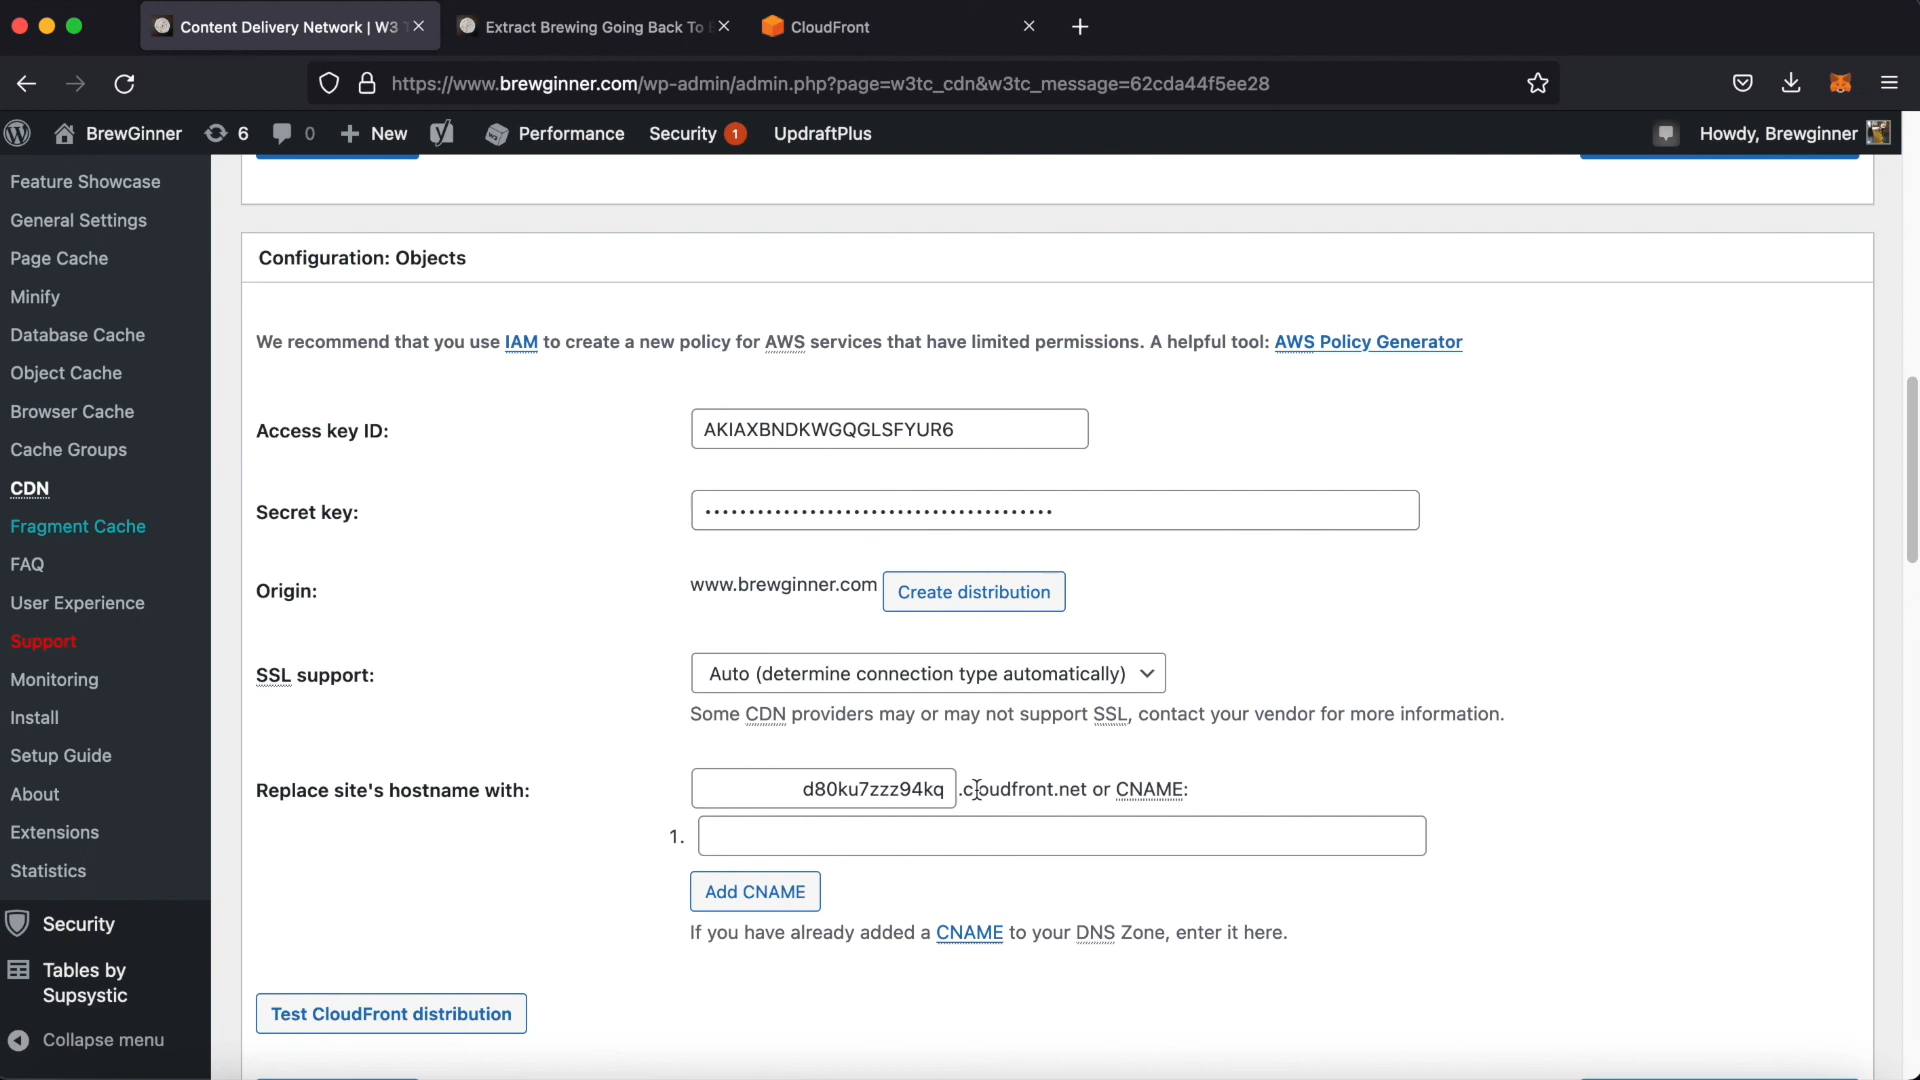 Content Delivery Network | W3 T
Extract Brewing Going Back To B
CloudFront
https://www.brewginner.com/wp-admin/admin.php?page=w3tc_cdn&w3tc_message=62cda44f5ee28
BrewGinner 6 0 New Performance Security 1 UpdraftPlus Howdy, Brewginner
Feature Showcase
General Settings
Page Cache
Minify
Database Cache
Object Cache
Browser Cache
Cache Groups
CDN
Fragment Cache
FAQ
User Experience
Support
Monitoring
Install
Setup Guide
About
Extensions
Statistics
Security
Tables by
Supsystic
Collapse menu
Configuration: Objects
We recommend that you use IAM to create a new policy for AWS services that have limited permissions. A helpful tool: AWS Policy Generator
Access key ID: AKIAXBNDKWGQGLSFYUR6
Secret key: ••••••••••••••••••••••••••••••••••••••••
Origin: www.brewginner.com Create distribution
SSL support: Auto (determine connection type automatically)
Some CDN providers may or may not support SSL, contact your vendor for more information.
Replace site's hostname with: d80ku7zzz94kq .cloudfront.net or CNAME:
1.
Add CNAME
If you have already added a CNAME to your DNS Zone, enter it here.
Test CloudFront distribution